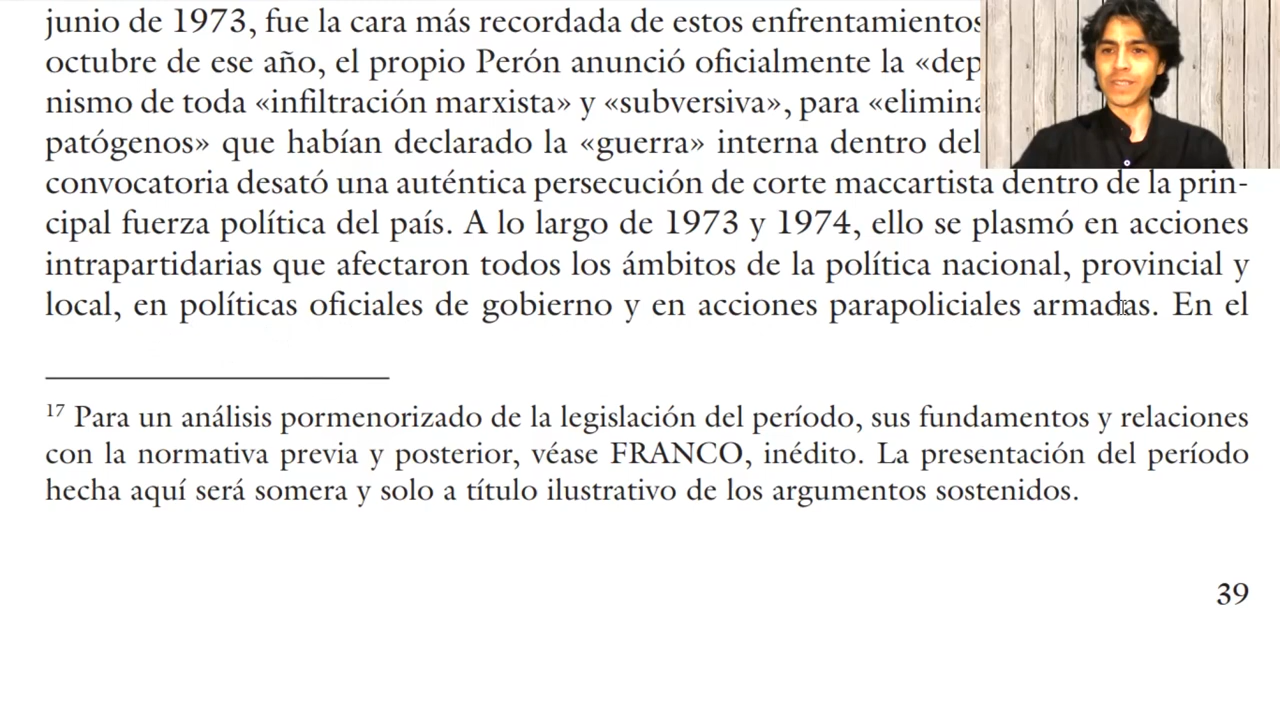 junio de 1973, fue la cara más recordada de estos enfrentamientos
octubre de ese año, el propio Perón anunció oficialmente la «dep
nismo de toda «infiltración marxista» y «subversiva», para «elimina
patógenos» que habían declarado la «guerra» interna dentro del
convocatoria desató una auténtica persecución de corte maccartista dentro de la prin-
cipal fuerza política del país. A lo largo de 1973 y 1974, ello se plasmó en acciones
intrapartidarias que afectaron todos los ámbitos de la política nacional, provincial y
local, en políticas oficiales de gobierno y en acciones parapoliciales armadas. En el
17 Para un análisis pormenorizado de la legislación del período, sus fundamentos y relaciones
con la normativa previa y posterior, véase FRANCO, inédito. La presentación del período
hecha aquí será somera y solo a título ilustrativo de los argumentos sostenidos.
39